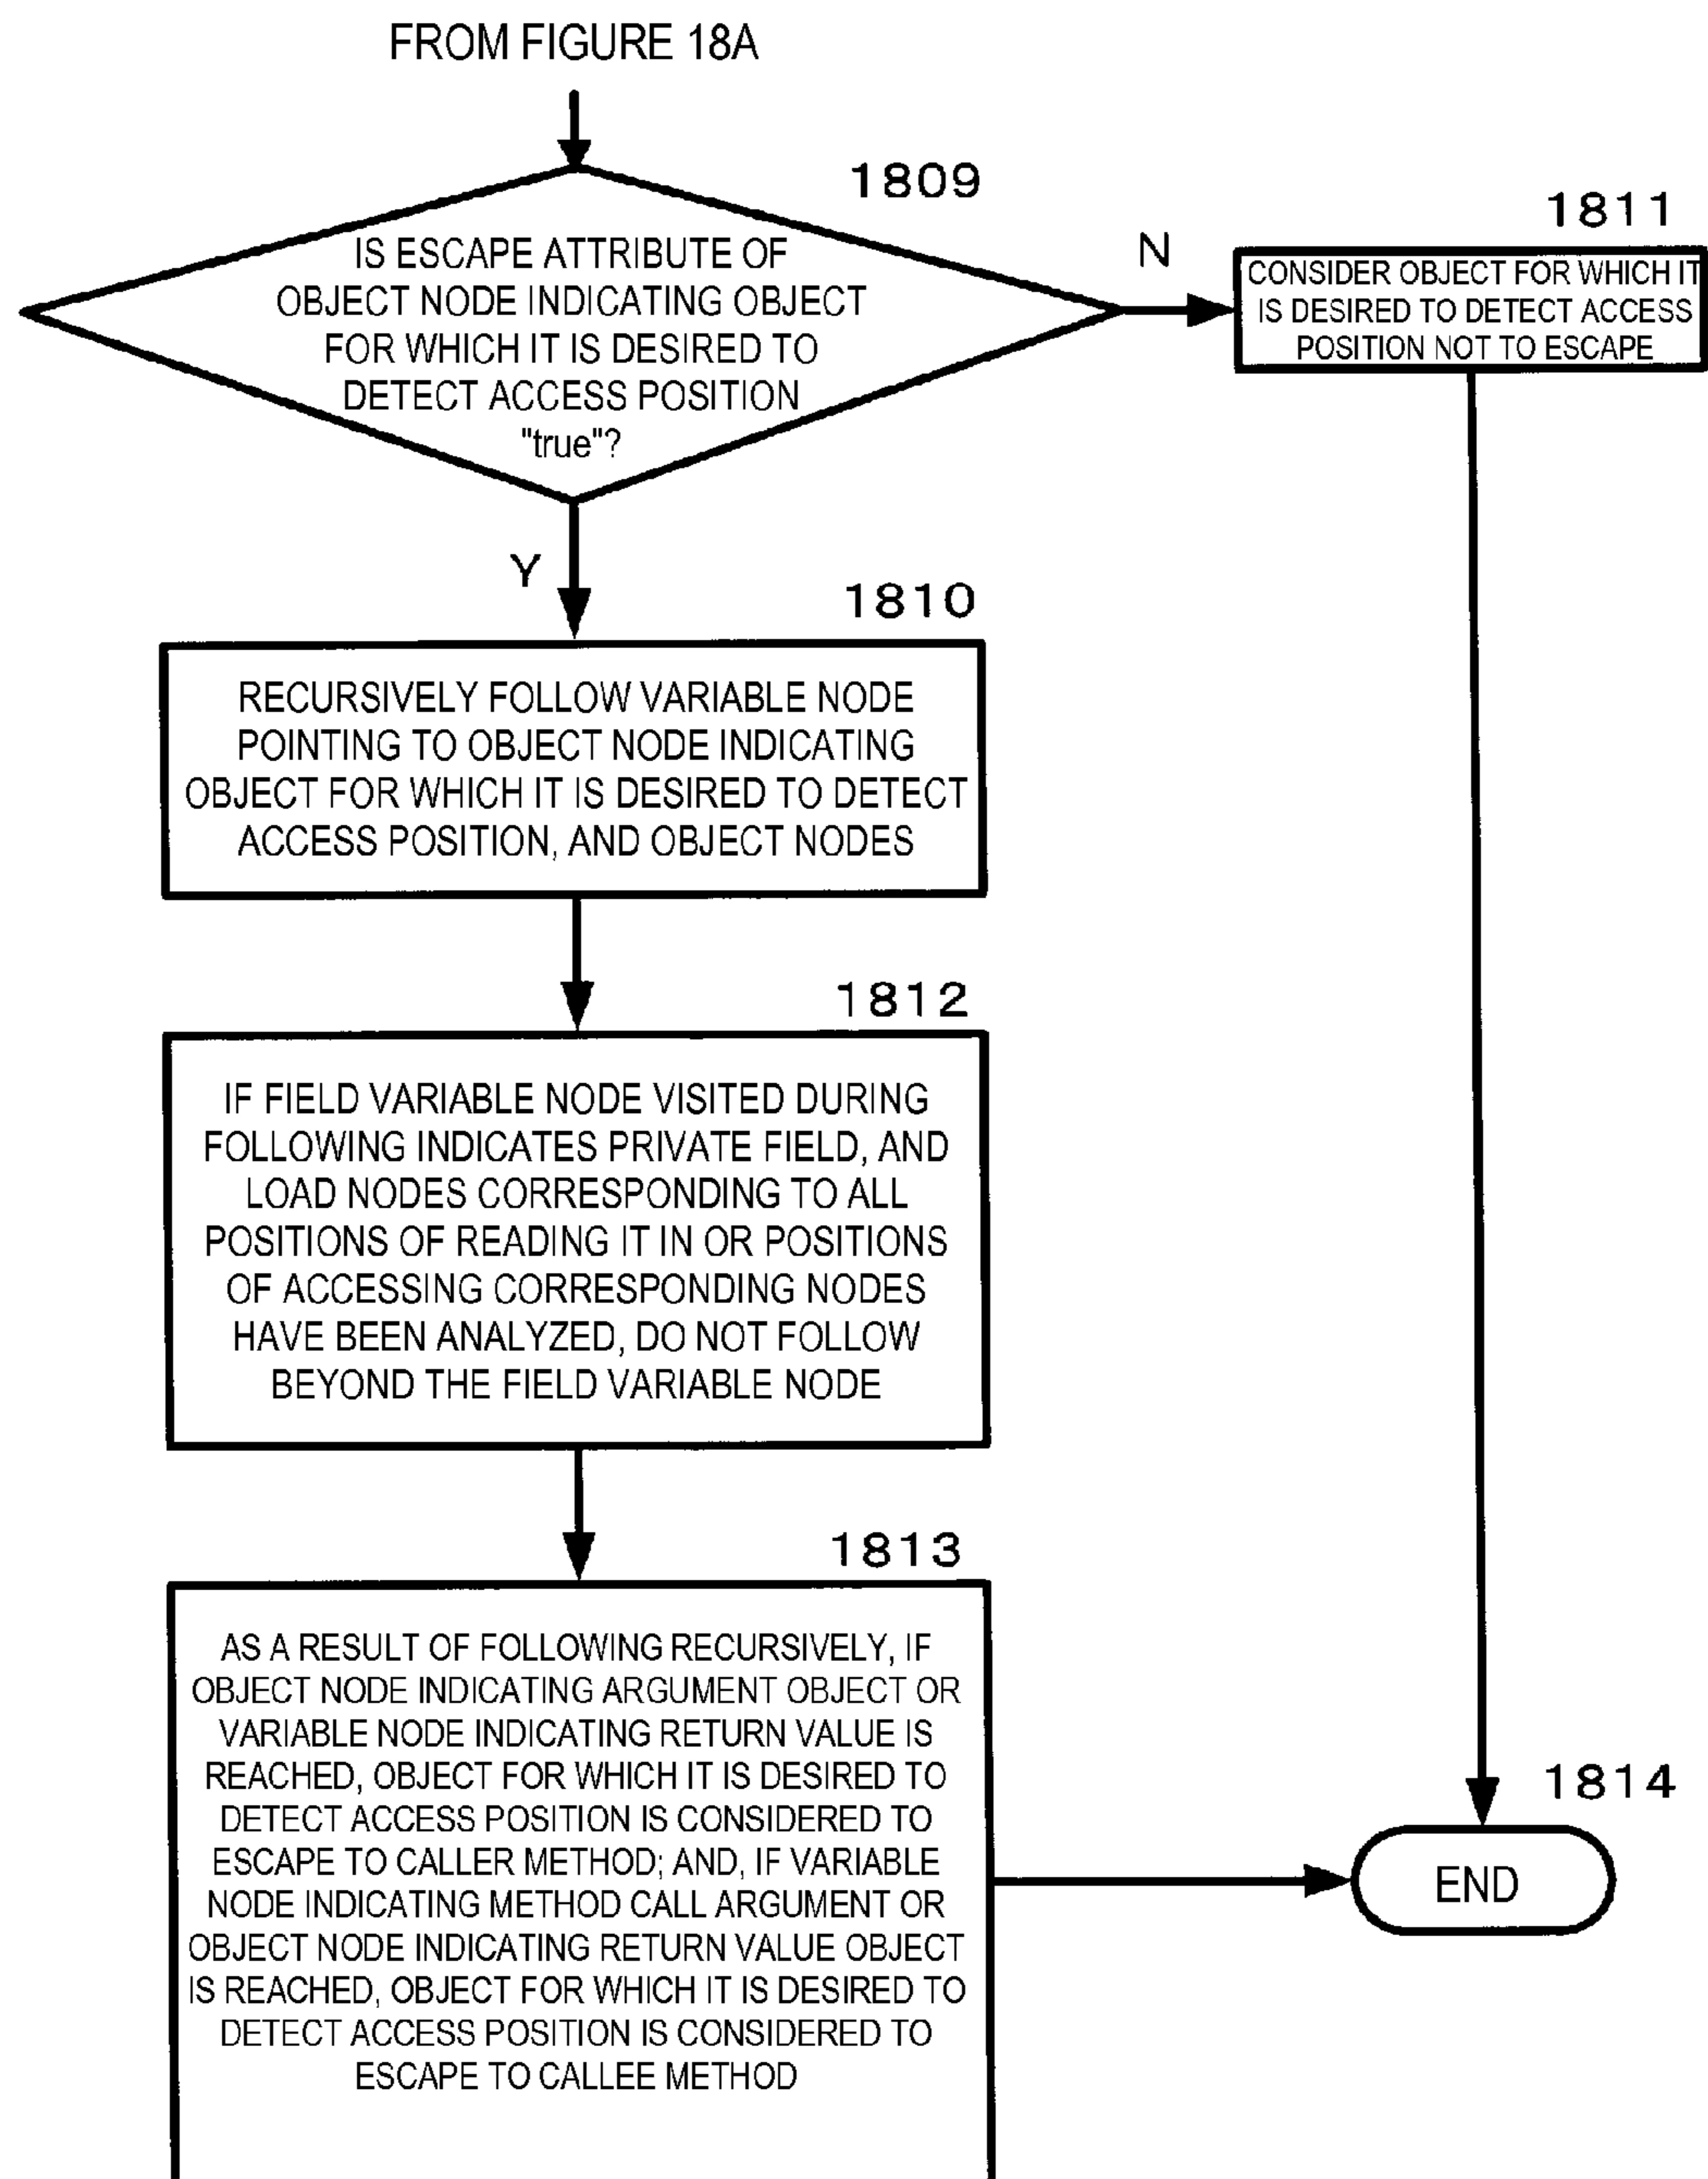 FROM FIGURE 18A
1809
IS ESCAPE ATTRIBUTE OF
OBJECT NODE INDICATING OBJECT
FOR WHICH IT IS DESIRED TO
DETECT ACCESS POSITION
"true"?
N
1811
CONSIDER OBJECT FOR WHICH IT
IS DESIRED TO DETECT ACCESS
POSITION NOT TO ESCAPE
Y
1810
RECURSIVELY FOLLOW VARIABLE NODE
POINTING TO OBJECT NODE INDICATING
OBJECT FOR WHICH IT IS DESIRED TO DETECT
ACCESS POSITION, AND OBJECT NODES
1812
IF FIELD VARIABLE NODE VISITED DURING
FOLLOWING INDICATES PRIVATE FIELD, AND
LOAD NODES CORRESPONDING TO ALL
POSITIONS OF READING IT IN OR POSITIONS
OF ACCESSING CORRESPONDING NODES
HAVE BEEN ANALYZED, DO NOT FOLLOW
BEYOND THE FIELD VARIABLE NODE
1813
AS A RESULT OF FOLLOWING RECURSIVELY, IF
OBJECT NODE INDICATING ARGUMENT OBJECT OR
VARIABLE NODE INDICATING RETURN VALUE IS
REACHED, OBJECT FOR WHICH IT IS DESIRED TO
DETECT ACCESS POSITION IS CONSIDERED TO
ESCAPE TO CALLER METHOD; AND, IF VARIABLE
NODE INDICATING METHOD CALL ARGUMENT OR
OBJECT NODE INDICATING RETURN VALUE OBJECT
IS REACHED, OBJECT FOR WHICH IT IS DESIRED TO
DETECT ACCESS POSITION IS CONSIDERED TO
ESCAPE TO CALLEE METHOD
1814
END